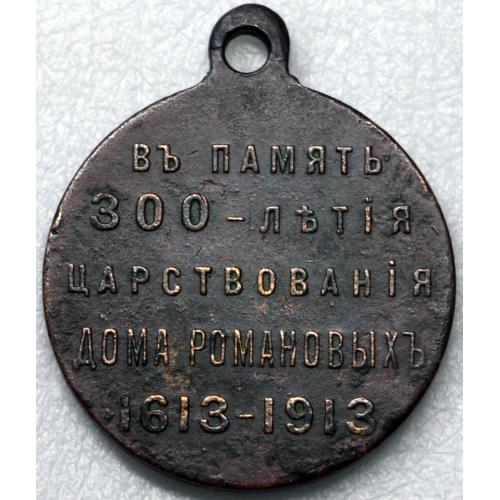 ВЪ ПАМЯТЬ
300-ЛѢТІЯ
ЦАРСТВОВАНІЯ
ДОМА РОМАНОВЫХЪ
1613-1913